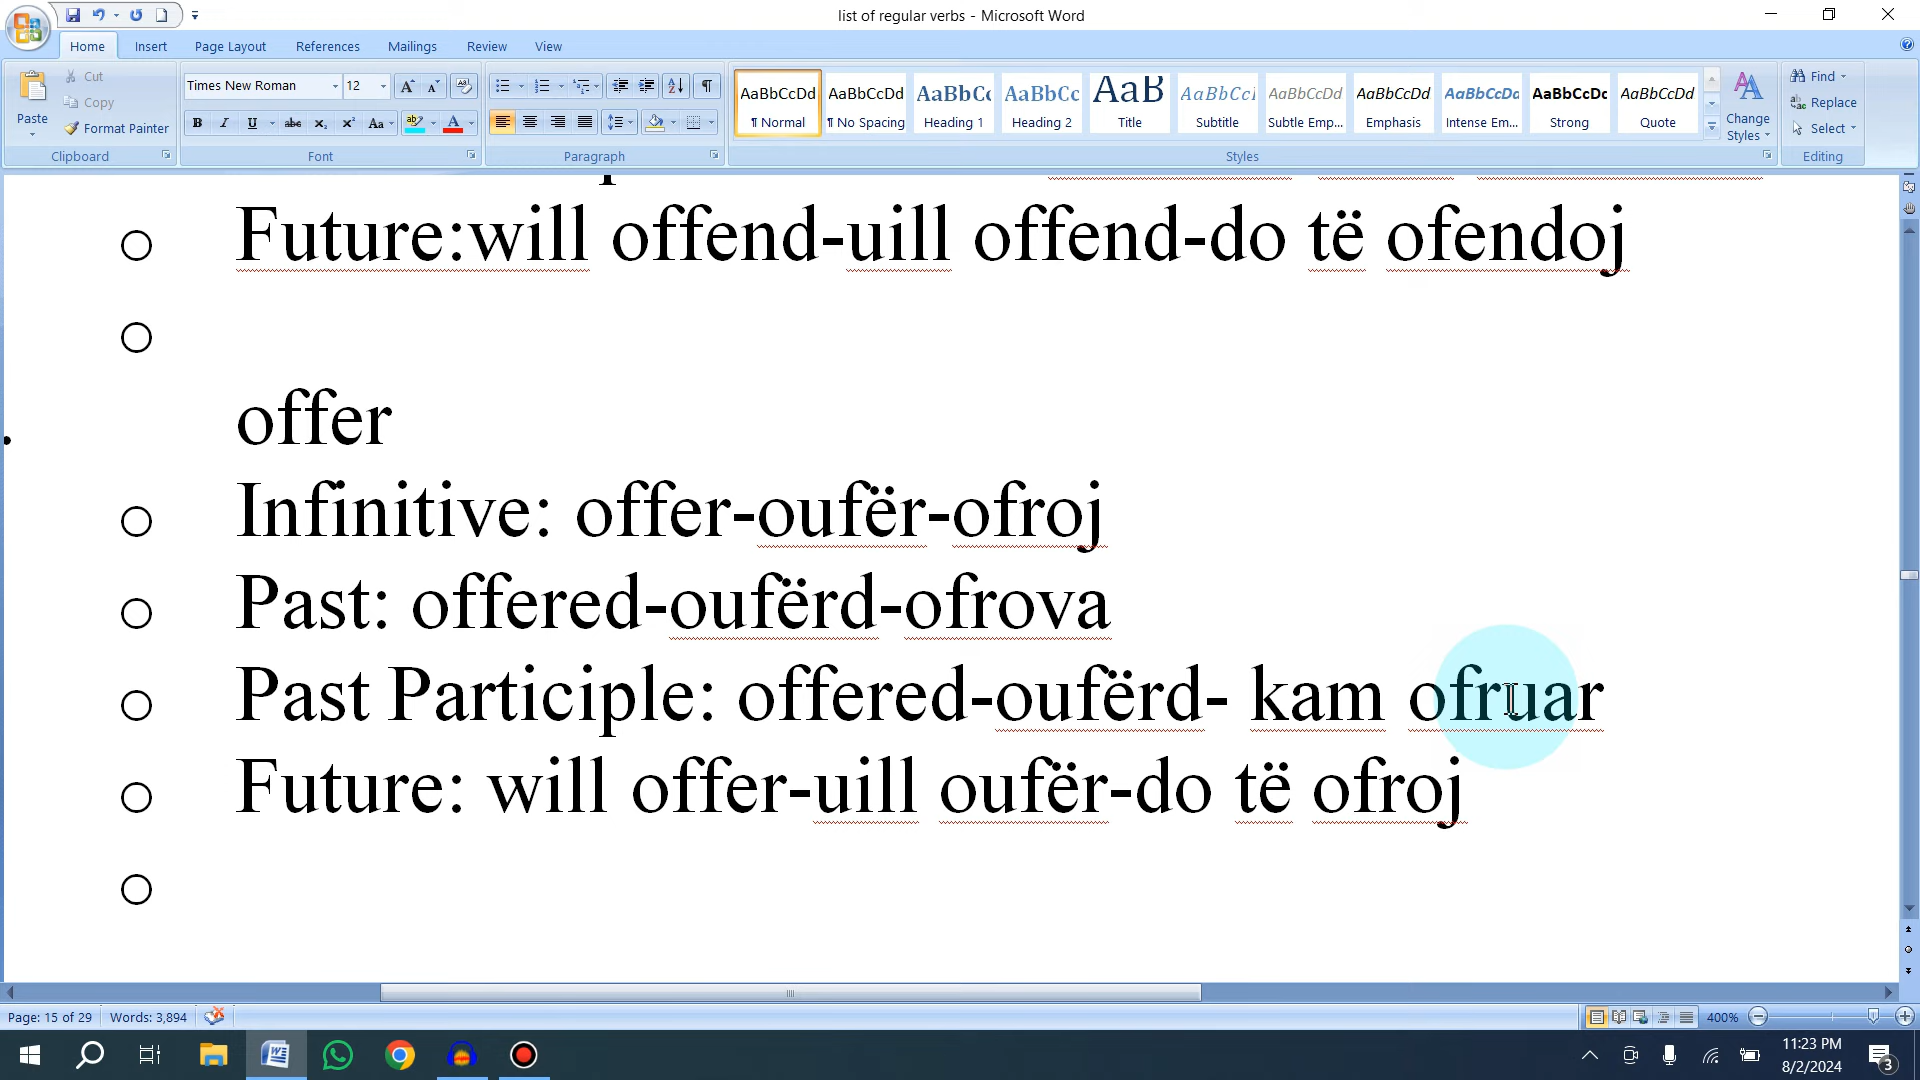 list of regular verbs - Microsoft Word
Home Insert Page Layout References Mailings Review View
Paste
Cut
Copy
Format Painter
Clipboard
Times New Roman 12
Font
Paragraph
AaBbCcDd AaBbCcDd AaBbCc AaBbCc AaB AaBbCcI AaBbCcDd AaBbCcDd AaBbCcDd AaBbCcDc AaBbCcDd
¶ Normal ¶ No Spacing Heading 1 Heading 2 Title Subtitle Subtle Emp... Emphasis Intense Em... Strong Quote
Change Styles
Styles
Find
Replace
Select
Editing
Future:will offend-uill offend-do të ofendoj
offer
Infinitive: offer-oufër-ofroj
Past: offered-oufërd-ofrova
Past Participle: offered-oufërd- kam ofruar
Future: will offer-uill oufër-do të ofroj
Page: 15 of 29 Words: 3,894 400%
11:23 PM
8/2/2024
3